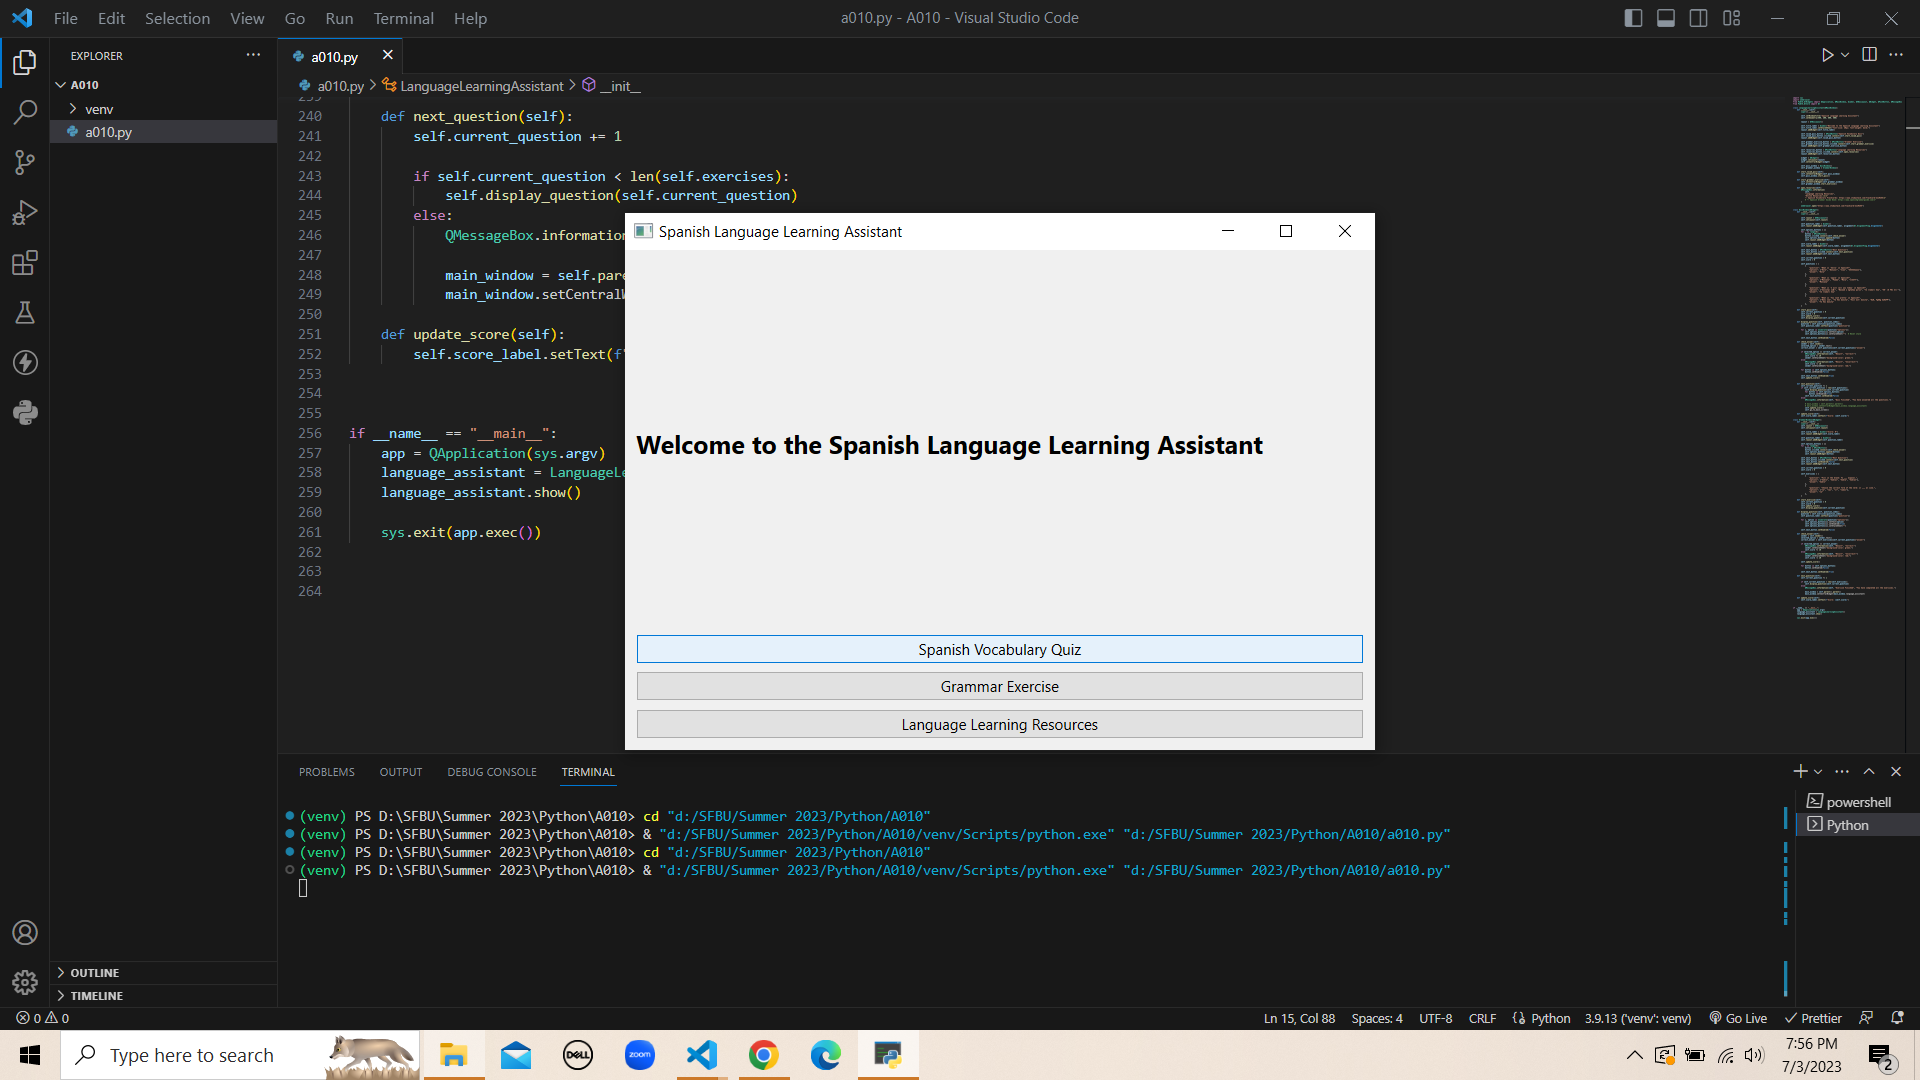 File Edit Selection View Go Run Terminal Help
a010.py - A010 - Visual Studio Code
EXPLORER
A010
venv
a010.py
OUTLINE
TIMELINE
a010.py
a010.py > LanguageLearningAssistant > __init__
239
240 def next_question(self):
241 self.current_question += 1
242
243 if self.current_question < len(self.exercises):
244 self.display_question(self.current_question)
245 else:
246 QMessageBox.information
247
248 main_window = self.pare
249 main_window.setCentralW
250
251 def update_score(self):
252 self.score_label.setText(f"
253
254
255
256 if __name__ == "__main__":
257 app = QApplication(sys.argv)
258 language_assistant = LanguageLe
259 language_assistant.show()
260
261 sys.exit(app.exec())
262
263
264
Spanish Language Learning Assistant
Welcome to the Spanish Language Learning Assistant
Spanish Vocabulary Quiz
Grammar Exercise
Language Learning Resources
PROBLEMS OUTPUT DEBUG CONSOLE TERMINAL
(venv) PS D:\SFBU\Summer 2023\Python\A010> cd "d:/SFBU/Summer 2023/Python/A010"
(venv) PS D:\SFBU\Summer 2023\Python\A010> & "d:/SFBU/Summer 2023/Python/A010/venv/Scripts/python.exe" "d:/SFBU/Summer 2023/Python/A010/a010.py"
(venv) PS D:\SFBU\Summer 2023\Python\A010> cd "d:/SFBU/Summer 2023/Python/A010"
(venv) PS D:\SFBU\Summer 2023\Python\A010> & "d:/SFBU/Summer 2023/Python/A010/venv/Scripts/python.exe" "d:/SFBU/Summer 2023/Python/A010/a010.py"
powershell
Python
0 0
Ln 15, Col 88 Spaces: 4 UTF-8 CRLF Python 3.9.13 ('venv': venv) Go Live Prettier
Type here to search
DELL
zoom
7:56 PM
7/3/2023
2